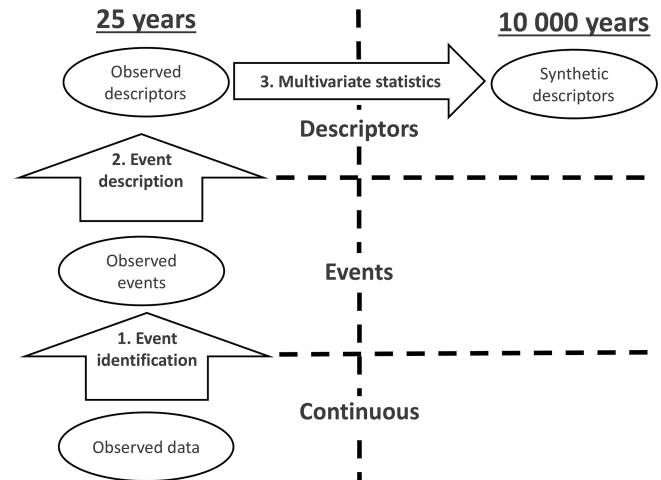 25 years
10 000 years
Observed
descriptors
3. Multivariate statistics
Synthetic
descriptors
Descriptors
2. Event
description
Observed
events
Events
1. Event
identification
Continuous
Observed data